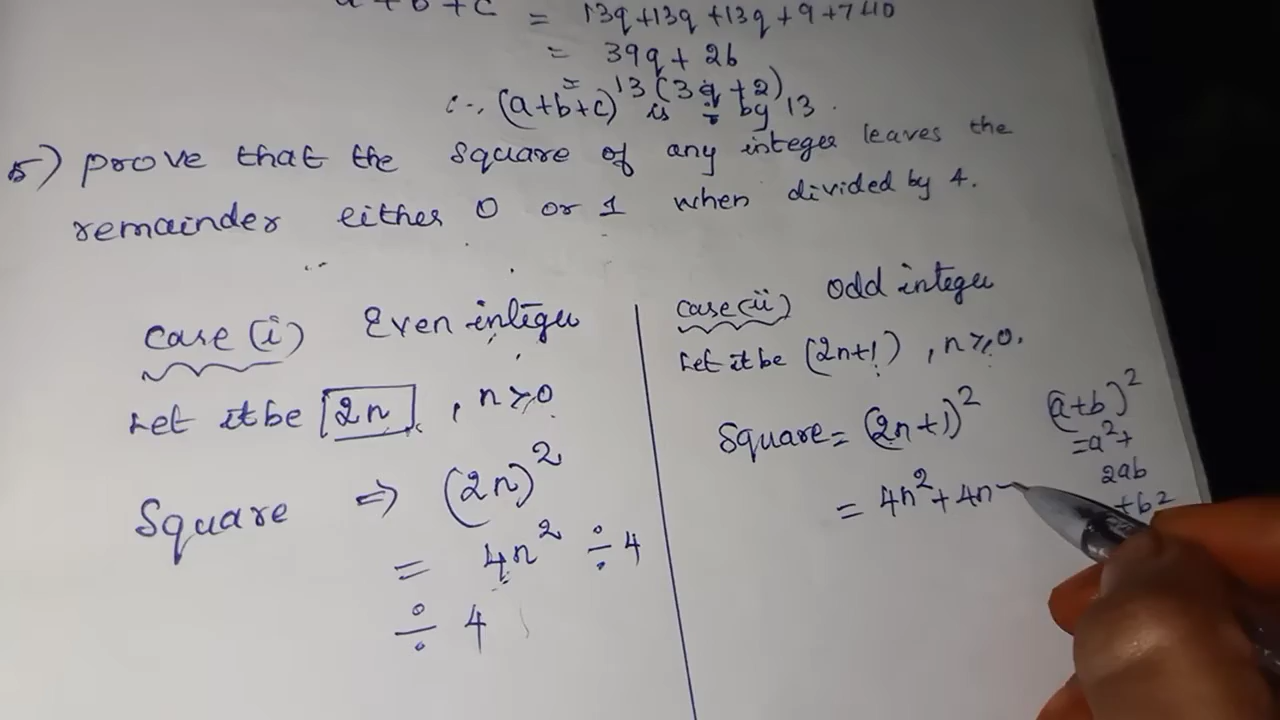 a + b + c = 13q+13q +13q + 9 +7+10
= 39q + 26
= 13(3q +2)
∴ (a+b+c) is ÷ by 13.
5) prove that the square of any integer leaves the
remainder either 0 or 1 when divided by 4.
case (i) Even integer
Let it be 2n , n ≥ 0
Square ⇒ (2n)²
= 4n² ÷ 4
÷ 4
case (ii) Odd integer
Let it be (2n+1) , n ≥ 0.
Square = (2n+1)²
= 4n² + 4n
(a+b)²
=a²+
2ab
+b²